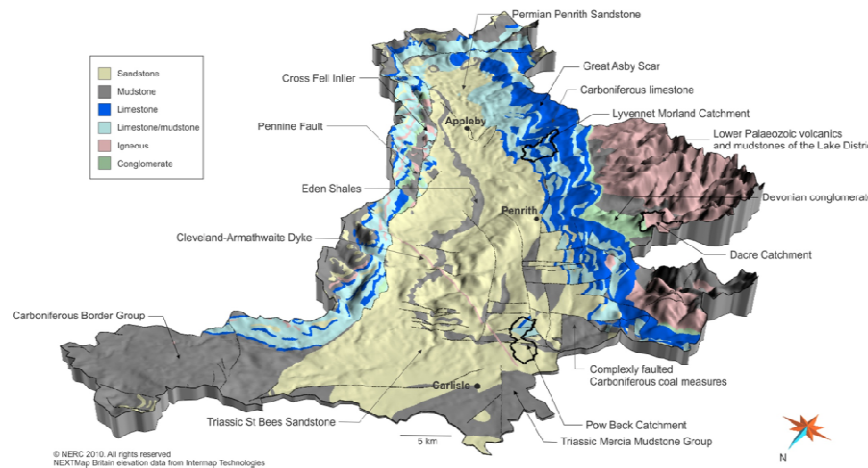 Permian Penrith Sandstone
Great Asby Scar
Cross Fell Inlier
Carboniferous limestone
Sandstone
Mudstone
Limestone
Limestone/mudstone
Igneous
Conglomerate
Lyvennet Morland Catchment
Appleby
Pennine Fault
Lower Palaeozoic volcanics
and mudstones of the Lake Distric
Eden Shales
Devonian conglomerat
Penrith
Cleveland-Armathwaite Dyke
Dacre Catchment
Carboniferous Border Group
Complexly faulted
Carboniferous coal measures
Carlisle
Triassic St Bees Sandstone
Pow Beck Catchment
5 km
Triassic Mercia Mudstone Group
N
© NERC 2010. All rights reserved
NEXTMap Britain elevation data from Intermap Technologies